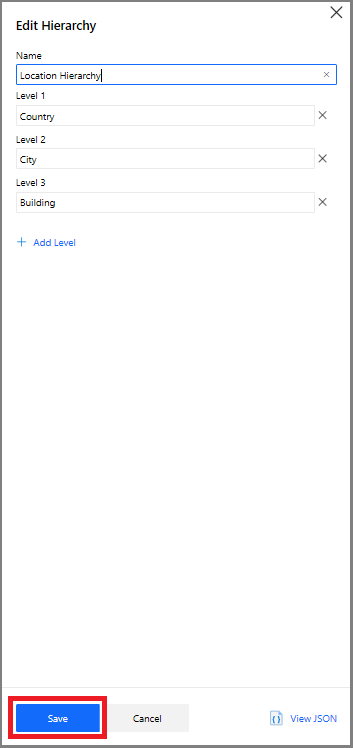 Edit Hierarchy
Name
Location Hierarchy
Level 1
Country
Level 2
City
Level 3
Building
+ Add Level
Save
Cancel
{} View JSON